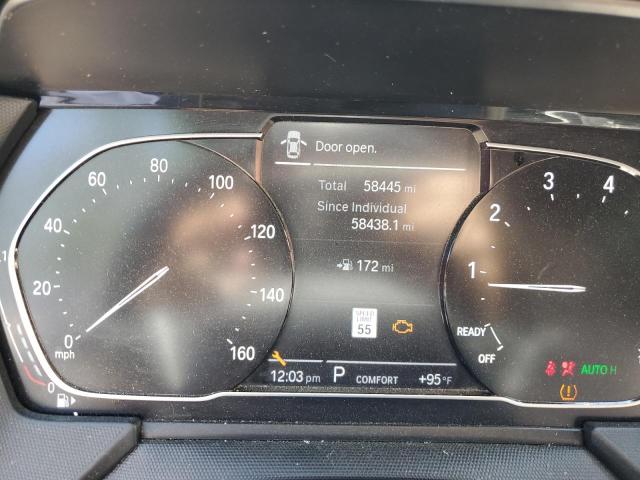 Door open.
Total 58445 mi
Since Individual
58438.1 mi
172 mi
SPEED
LIMIT
55
12:03 pm P COMFORT +95°F
0 20 40 60 80 100 120 140 160
mph
0
1 2 3 4
READY
OFF
AUTO H